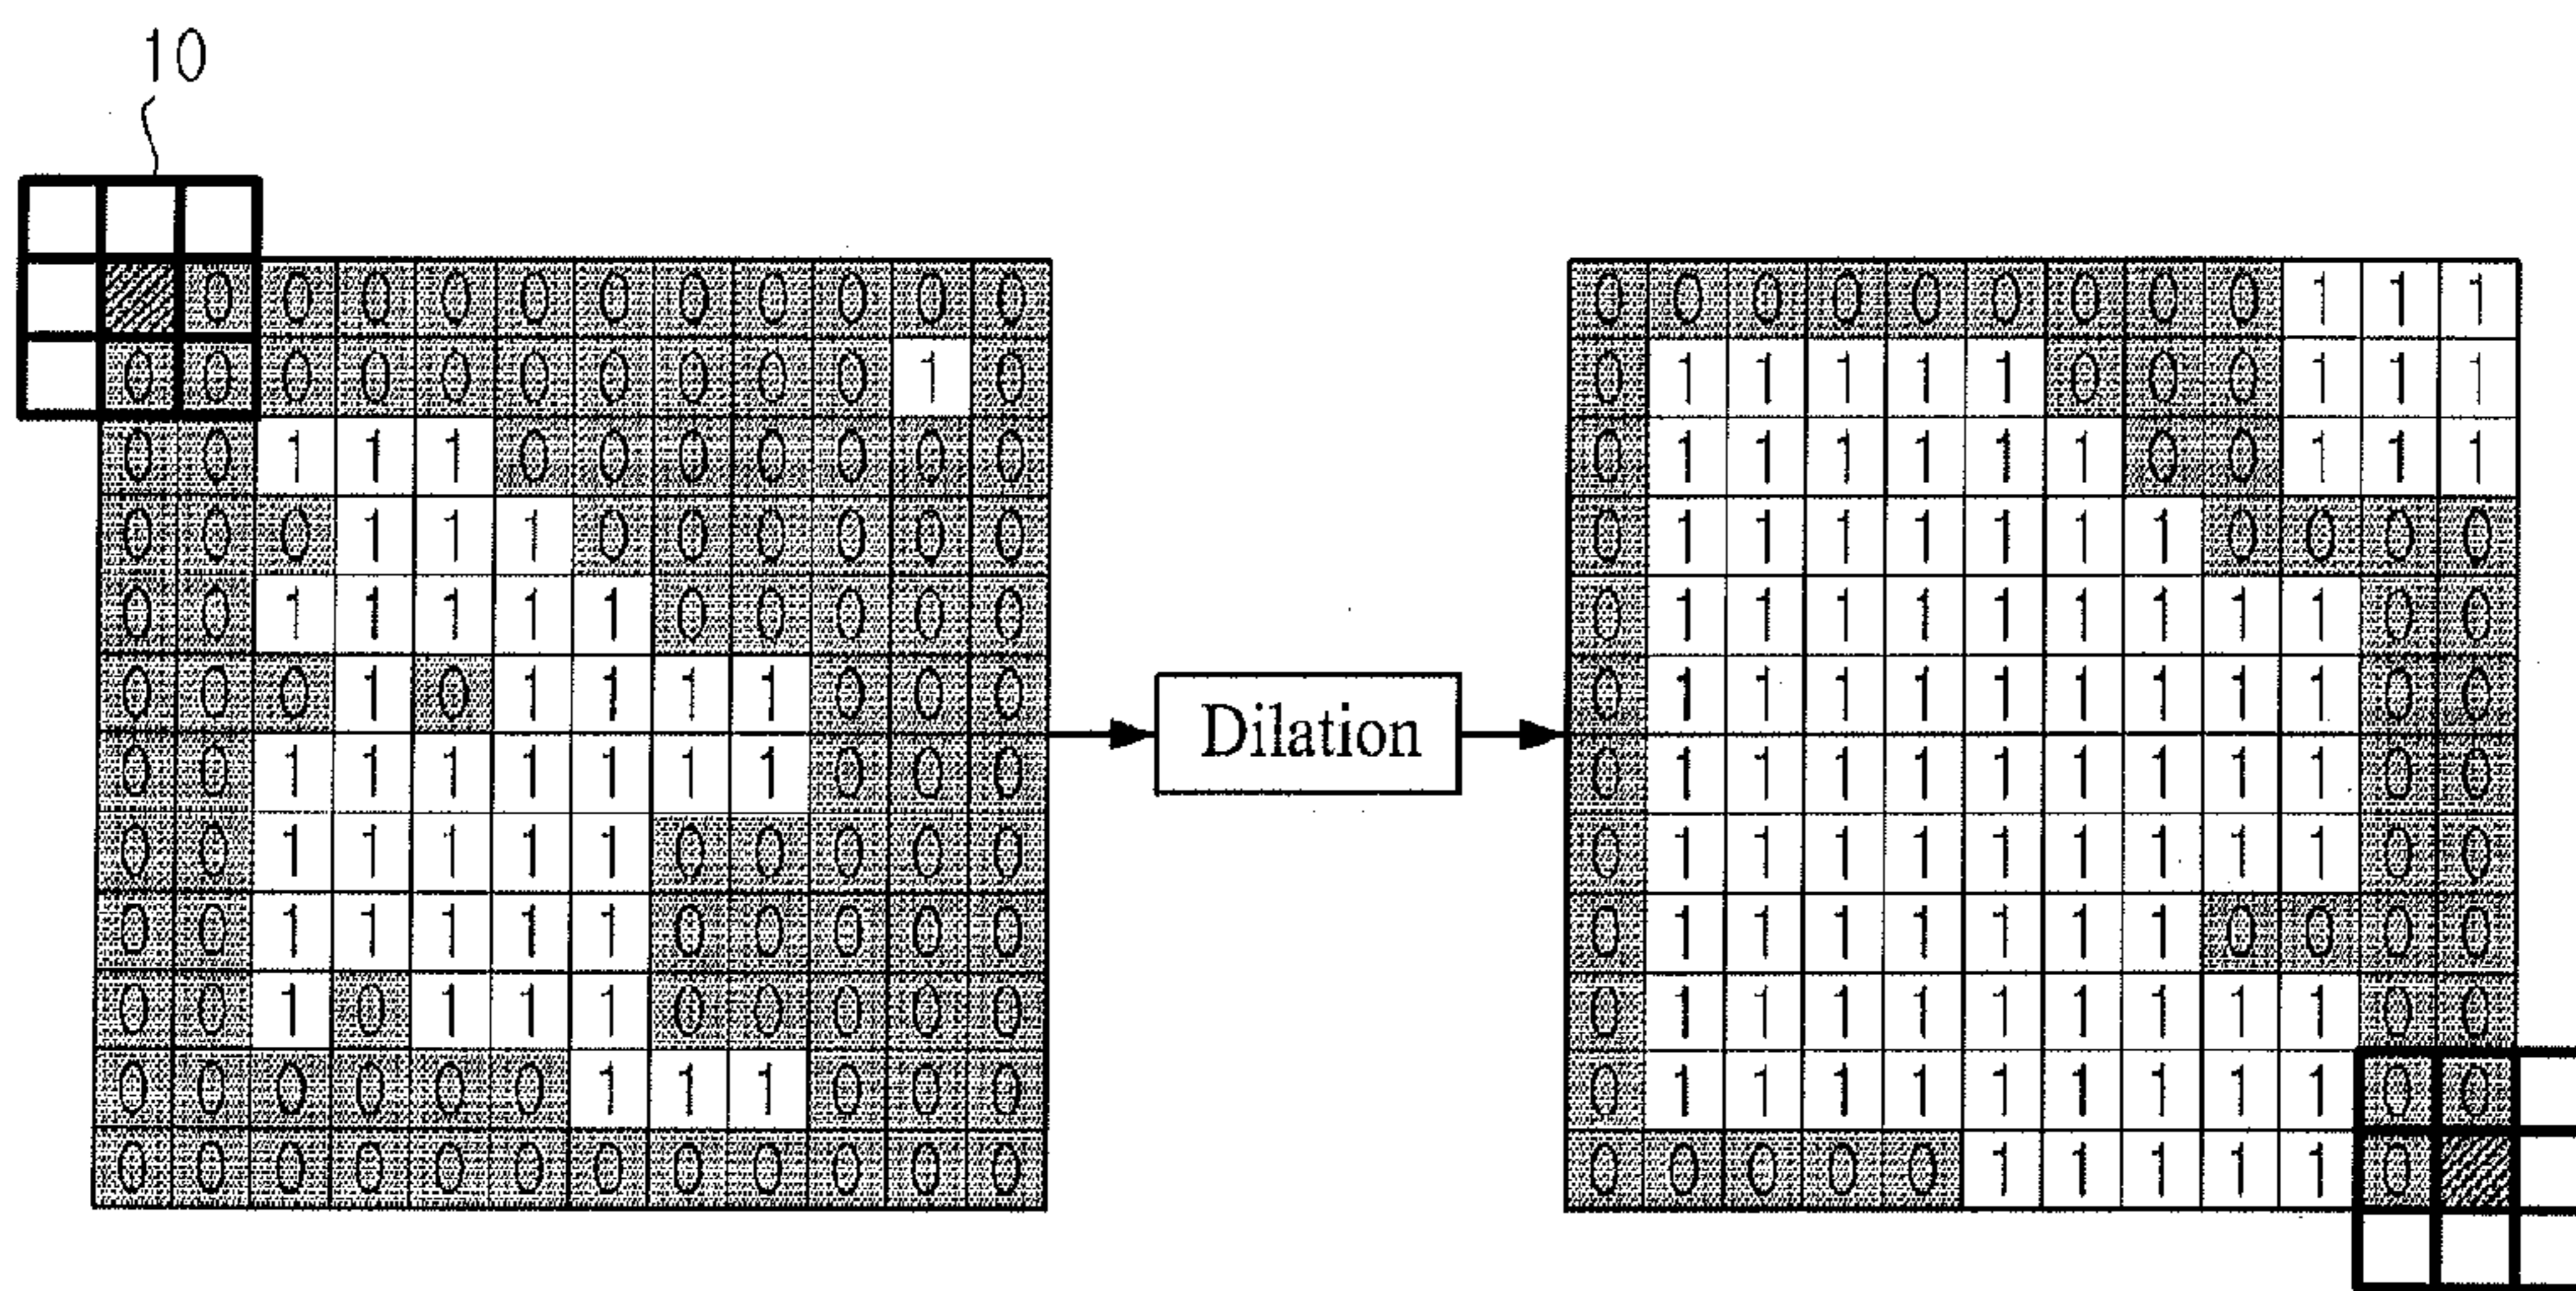 10
0 0 0 0 0 0 0 0 0 0 0
0 0 0 0 0 0 0 0 0 0 1 0
0 0 1 1 1 0 0 0 0 0 0 0
0 0 0 1 1 1 0 0 0 0 0 0
0 0 1 1 1 1 1 0 0 0 0 0
0 0 0 1 0 1 1 1 1 0 0 0
0 0 1 1 1 1 1 1 1 0 0 0
0 0 1 1 1 1 1 0 0 0 0 0
0 0 1 1 1 1 1 0 0 0 0 0
0 0 1 0 1 1 1 0 0 0 0 0
0 0 0 0 0 0 1 1 1 0 0 0
0 0 0 0 0 0 0 0 0 0 0 0
Dilation
0 0 0 0 0 0 0 0 0 1 1 1
0 1 1 1 1 1 0 0 0 1 1 1
0 1 1 1 1 1 1 0 0 1 1 1
0 1 1 1 1 1 1 1 0 0 0 0
0 1 1 1 1 1 1 1 1 1 0 0
0 1 1 1 1 1 1 1 1 1 0 0
0 1 1 1 1 1 1 1 1 1 0 0
0 1 1 1 1 1 1 1 1 1 0 0
0 1 1 1 1 1 1 1 0 0 0 0
0 1 1 1 1 1 1 1 1 1 0 0
0 1 1 1 1 1 1 1 1 1 0 0
0 0 0 0 0 1 1 1 1 1 0